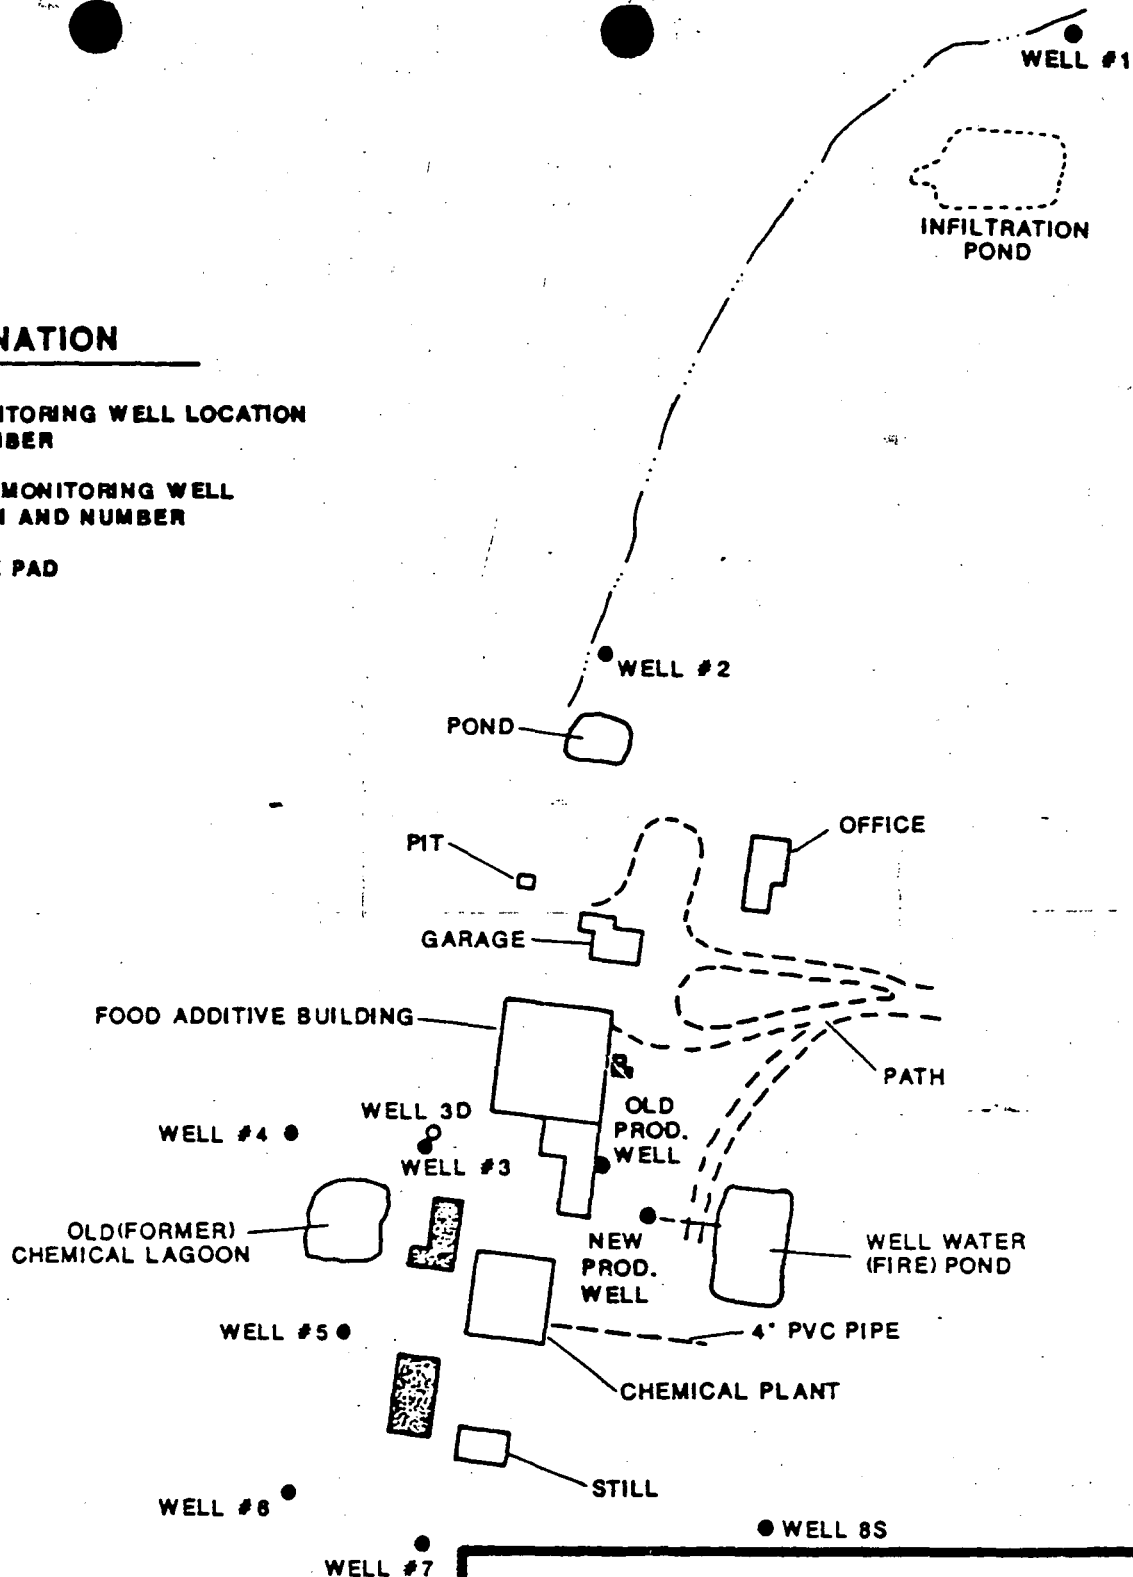 WELL #1
INFILTRATION
POND
NATION
ITORING WELL LOCATION
IBER
MONITORING WELL
AND NUMBER
PAD
WELL #2
POND
OFFICE
PIT
GARAGE
FOOD ADDITIVE BUILDING
PATH
WELL 3D
OLD
PROD.
WELL
WELL #4
WELL #3
OLD(FORMER)
CHEMICAL LAGOON
NEW
PROD.
WELL
WELL WATER
(FIRE) POND
WELL #5
4" PVC PIPE
CHEMICAL PLANT
STILL
WELL #6
WELL 8S
WELL #7